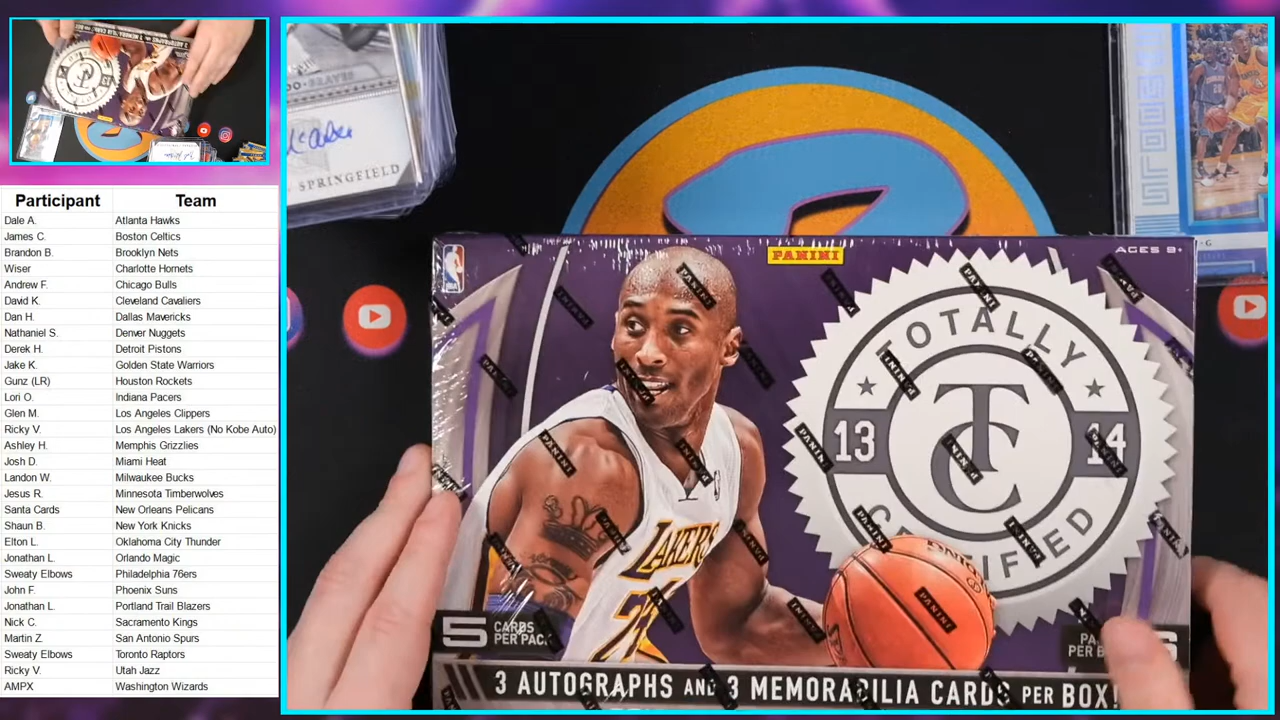 Participant Team
Dale A. Atlanta Hawks
James C. Boston Celtics
Brandon B. Brooklyn Nets
Wiser Charlotte Hornets
Andrew F. Chicago Bulls
David K. Cleveland Cavaliers
Dan H. Dallas Mavericks
Nathaniel S. Denver Nuggets
Derek H. Detroit Pistons
Jake K. Golden State Warriors
Gunz (LR) Houston Rockets
Lori O. Indiana Pacers
Glen M. Los Angeles Clippers
Ricky V. Los Angeles Lakers (No Kobe Auto)
Ashley H. Memphis Grizzlies
Josh D. Miami Heat
Landon W. Milwaukee Bucks
Jesus R. Minnesota Timberwolves
Santa Cards New Orleans Pelicans
Shaun B. New York Knicks
Elton L. Oklahoma City Thunder
Jonathan L. Orlando Magic
Sweaty Elbows Philadelphia 76ers
John F. Phoenix Suns
Jonathan L. Portland Trail Blazers
Nick C. Sacramento Kings
Martin Z. San Antonio Spurs
Sweaty Elbows Toronto Raptors
Ricky V. Utah Jazz
AMPX Washington Wizards
SPRINGFIELD
PANINI
AGES 9+
TOTALLY
13 TC 14
CERTIFIED
LAKERS
5 CARDS
PER PACK
3 AUTOGRAPHS AND 3 MEMORABILIA CARDS PER BOX!